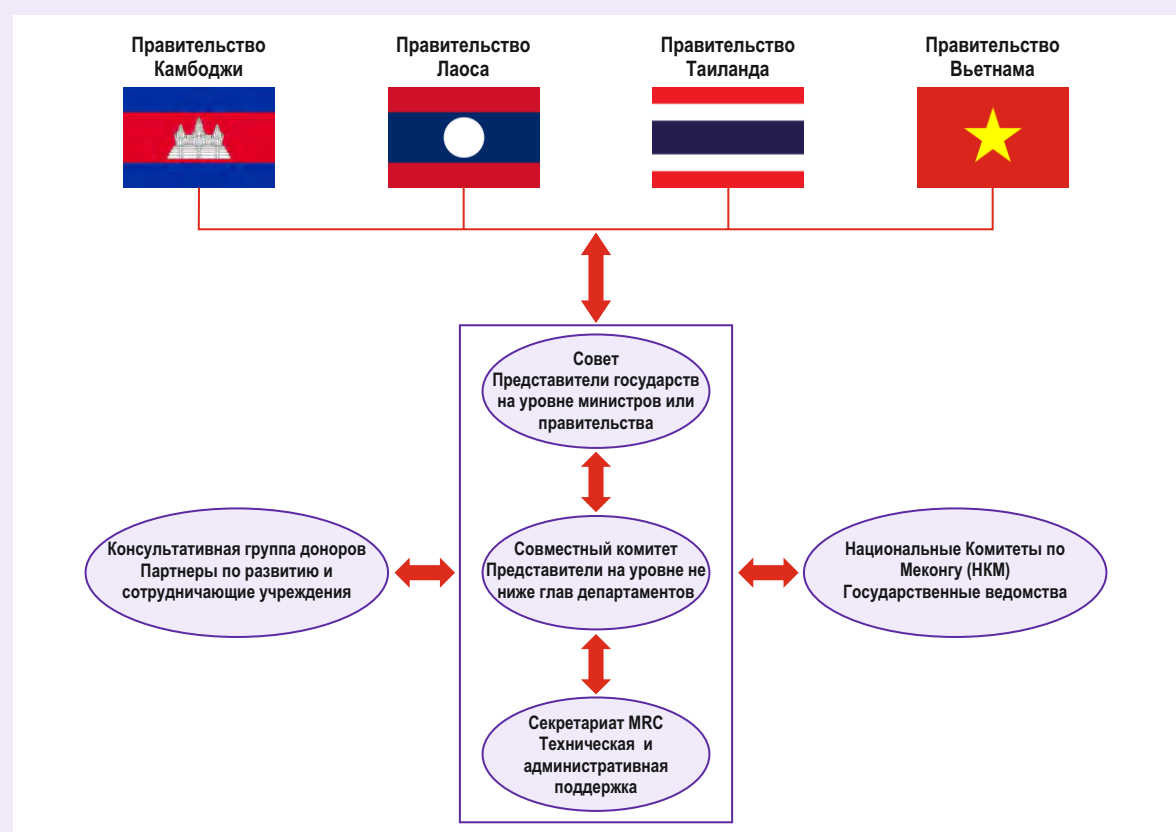 Правительство
Камбоджи
Правительство
Лаоса
Правительство
Таиланда
Правительство
Вьетнама
Совет
Представители государств
на уровне министров или
правительства
Консультативная группа доноров
Партнеры по развитию и
сотрудничающие учреждения
Совместный комитет
Представители на уровне не
ниже глав департаментов
Национальные Комитеты по
Меконгу (НКМ)
Государственные ведомства
Секретариат MRC
Техническая и
административная
поддержка